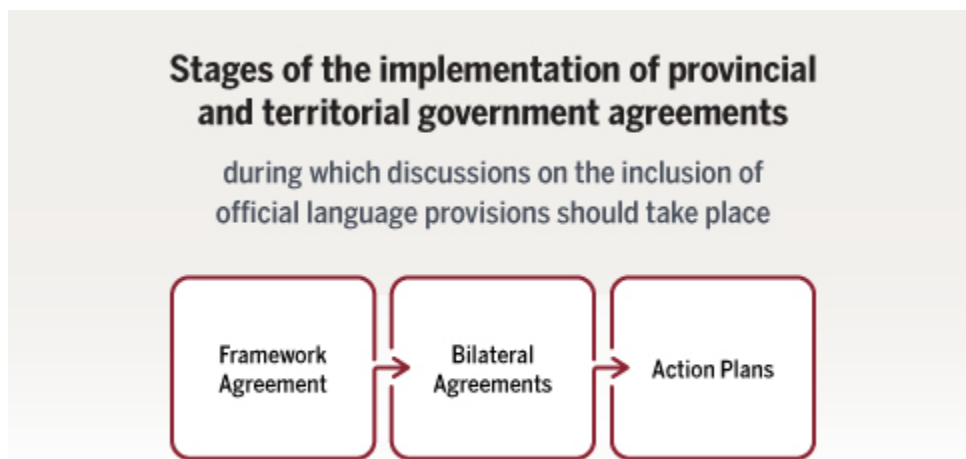 Stages of the implementation of provincial
and territorial government agreements
during which discussions on the inclusion of
official language provisions should take place
Framework
Agreement
Bilateral
Agreements
Action Plans